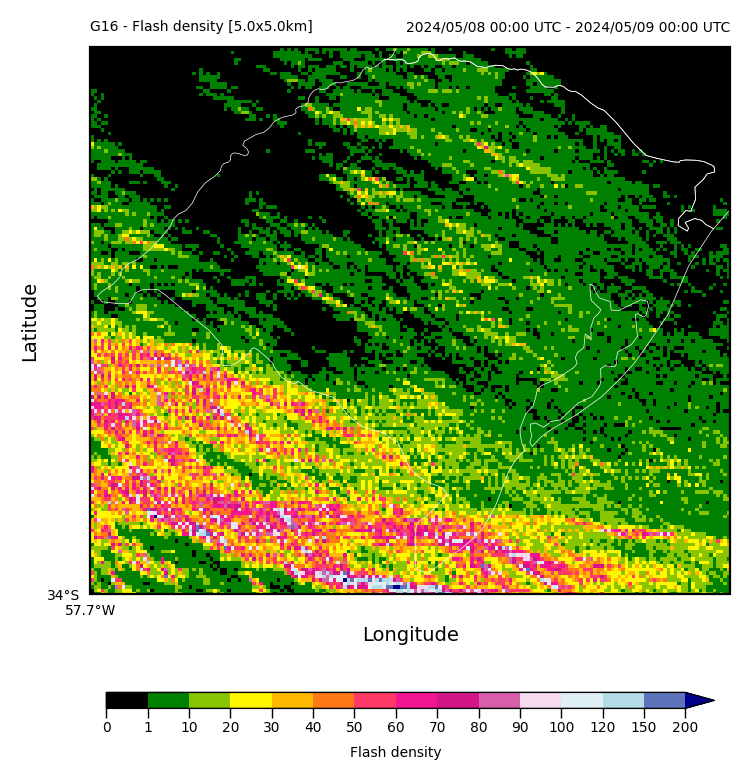 G16 - Flash density [5.0x5.0km] 2024/05/08 00:00 UTC - 2024/05/09 00:00 UTC
Latitude
34°S
57.7°W
Longitude
0 1 10 20 30 40 50 60 70 80 90 100 120 150 200
Flash density